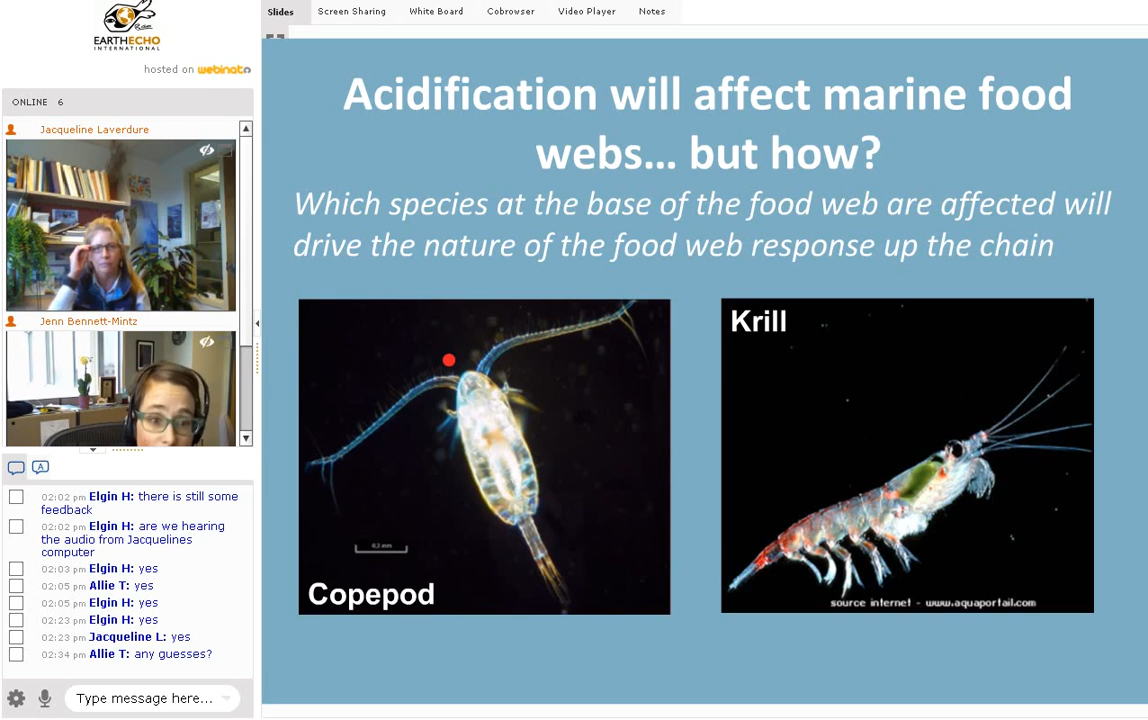 EARTHECHO
INTERNATIONAL
hosted on webinato
ONLINE 6
Jacqueline Laverdure
Jenn Bennett-Mintz
02:02 pm Elgin H: there is still some
feedback
02:02 pm Elgin H: are we hearing
the audio from Jacquelines
computer
02:03 pm Elgin H: yes
02:05 pm Allie T: yes
02:05 pm Elgin H: yes
02:23 pm Elgin H: yes
02:23 pm Jacqueline L: yes
02:34 pm Allie T: any guesses?
Type message here...
Slides Screen Sharing White Board Cobrowser Video Player Notes
Acidification will affect marine food
webs... but how?
Which species at the base of the food web are affected will
drive the nature of the food web response up the chain
0,2 mm
Copepod
Krill
source internet - www.aquaportail.com